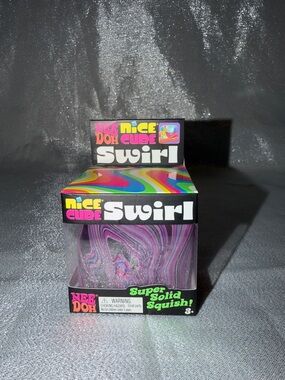 NEE DOH NiCE CUBE
Swirl
NiCE CUBE Swirl
NEE DOH
WARNING
Super Solid Squish!
3+